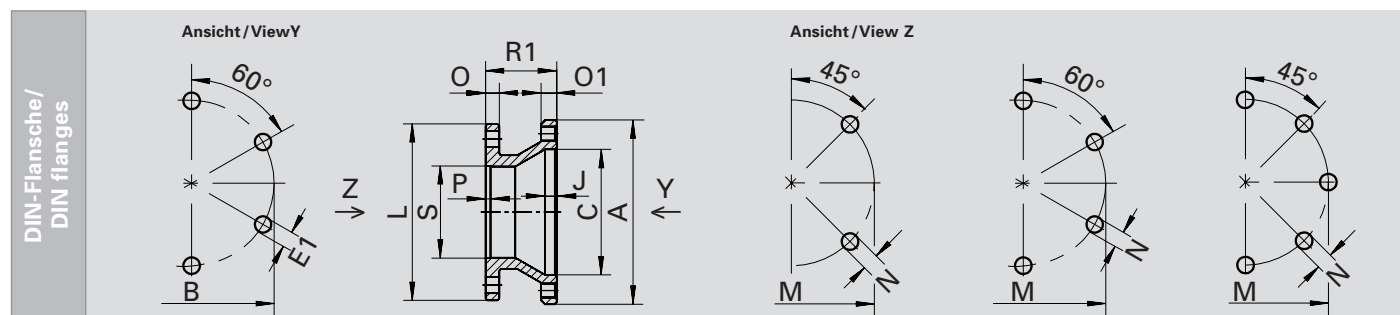 DIN-Flansche/
DIN flanges
Ansicht/ViewY
60°
E1
B
R1
O
O1
Z
L
S
P
J
C
A
Y
Ansicht/View Z
45°
N
M
60°
N
M
45°
N
M